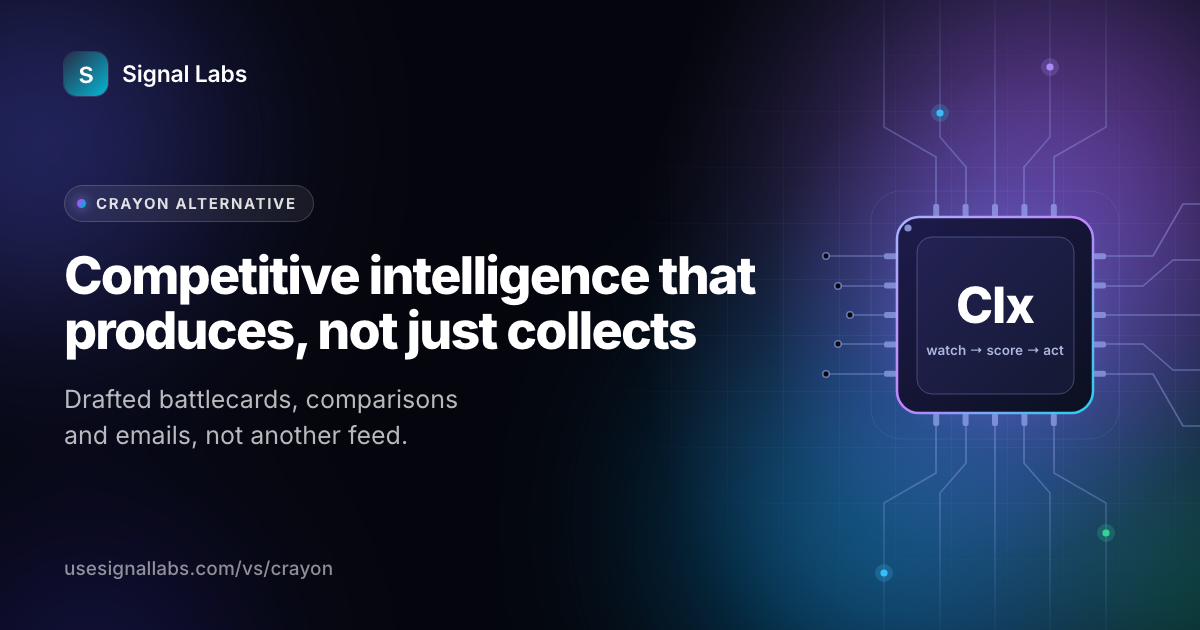 S
Signal Labs
CRAYON ALTERNATIVE
Competitive intelligence that
produces, not just collects
Drafted battlecards, comparisons
and emails, not another feed.
usesignallabs.com/vs/crayon
CIx
watch → score → act